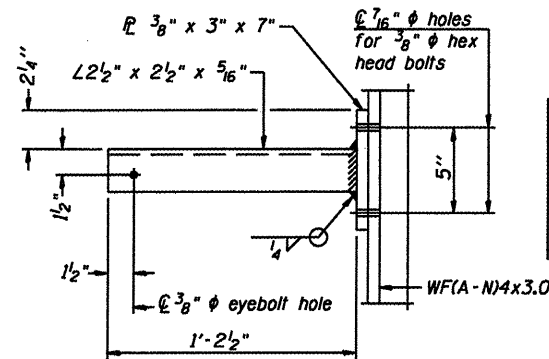 ℄ 7/16" φ holes
for 3/8" φ hex
head bolts
PL 3/8" x 3" x 7"
∠2 1/2" x 2 1/2" x 5/16"
2 1/4"
1 1/2"
5"
1/4
1 1/2"
WF(A-N)4x3.0
℄ 3/8" φ eyebolt hole
1'-2 1/2"